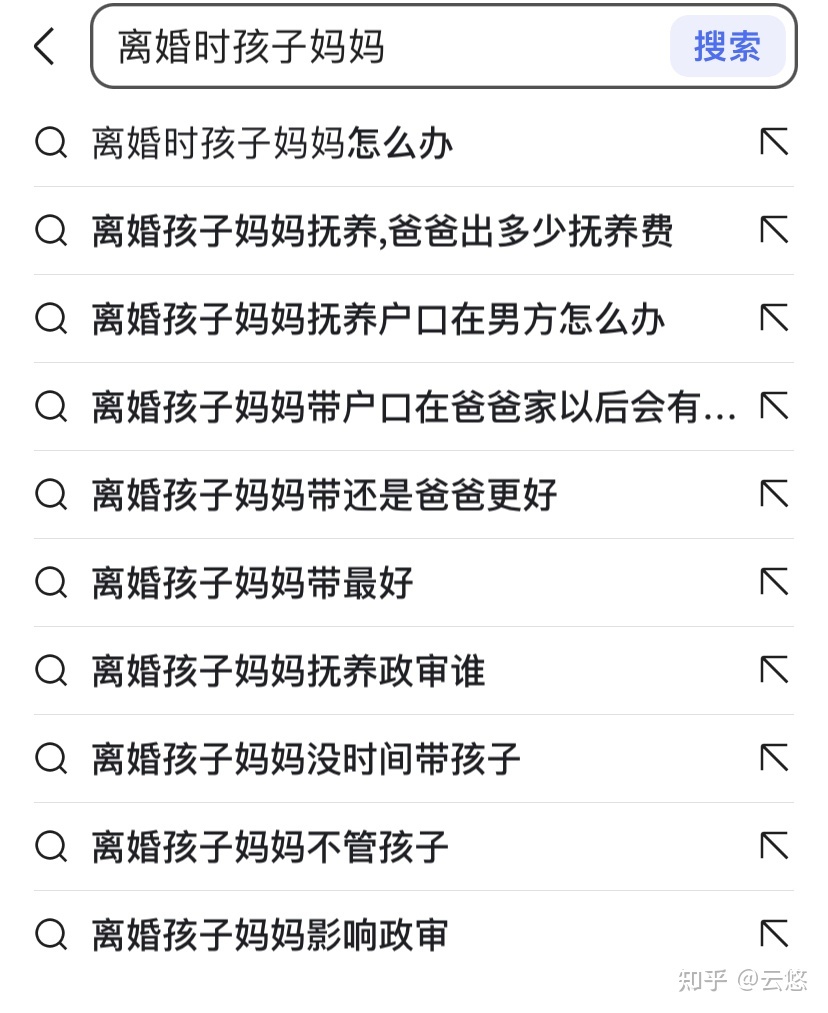 离婚时孩子妈妈 搜索
离婚时孩子妈妈怎么办
离婚孩子妈妈抚养,爸爸出多少抚养费
离婚孩子妈妈抚养户口在男方怎么办
离婚孩子妈妈带户口在爸爸家以后会有...
离婚孩子妈妈带还是爸爸更好
离婚孩子妈妈带最好
离婚孩子妈妈抚养政审谁
离婚孩子妈妈没时间带孩子
离婚孩子妈妈不管孩子
离婚孩子妈妈影响政审
知乎 @云悠